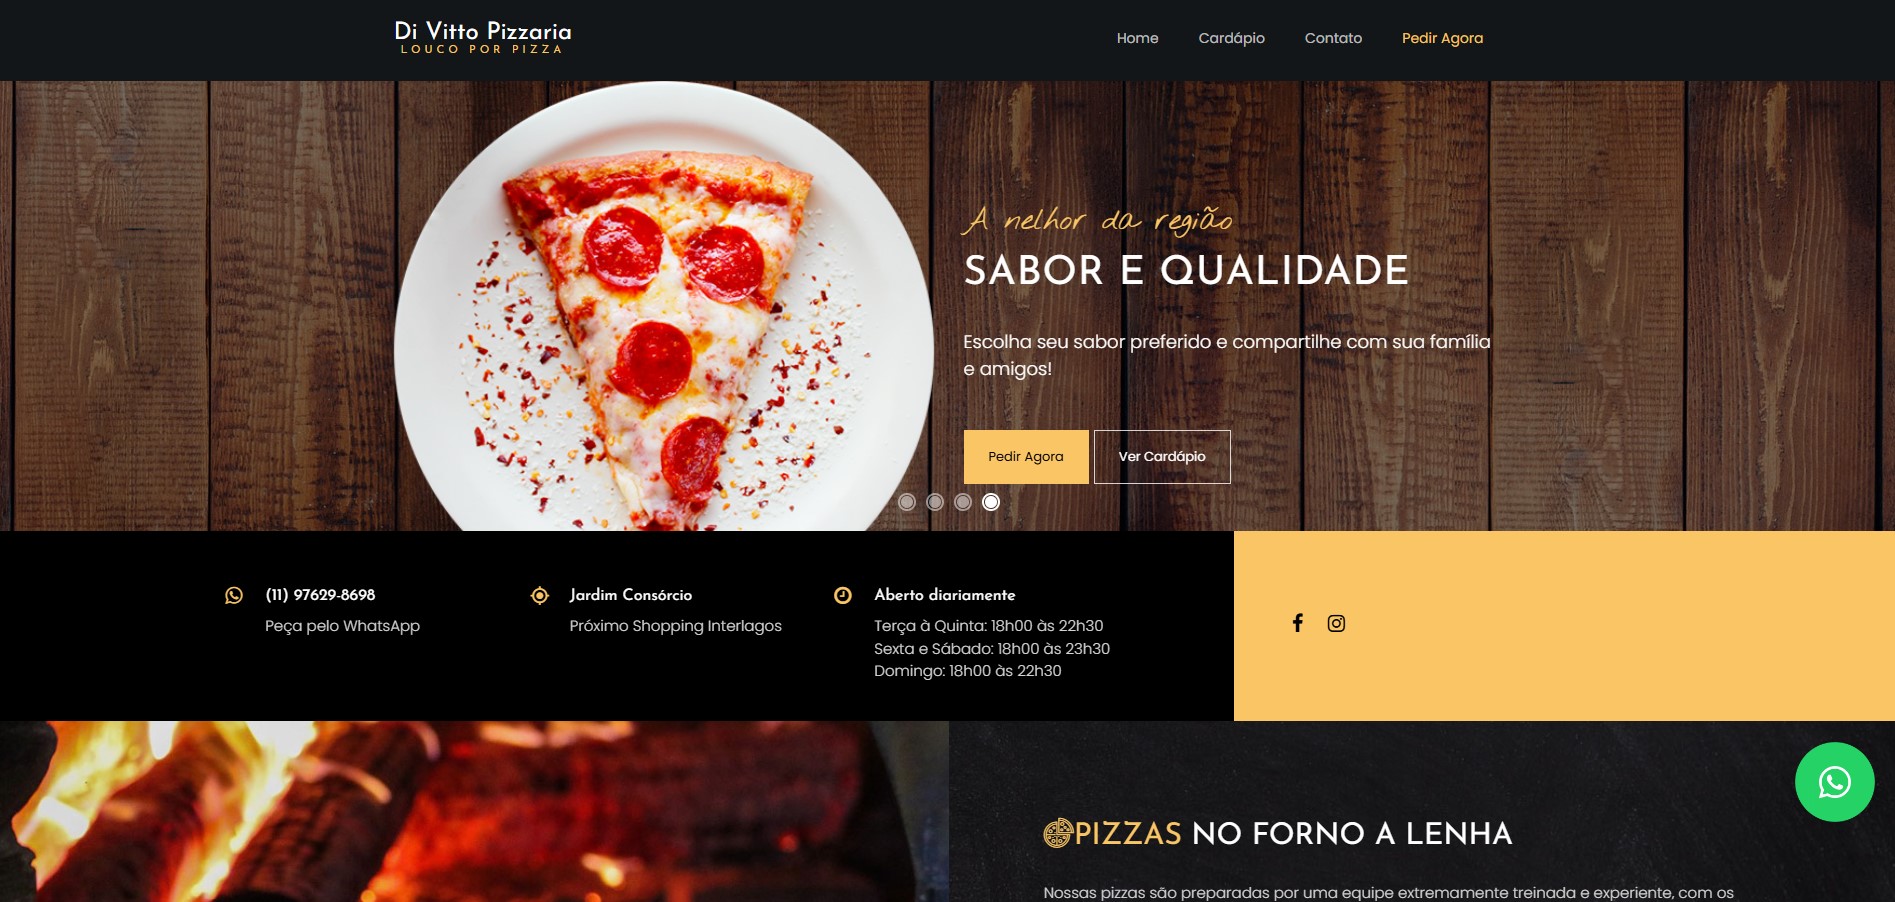 Di Vitto Pizzaria
LOUCO POR PIZZA
Home Cardápio Contato Pedir Agora
A nelhor da região
SABOR E QUALIDADE
Escolha seu sabor preferido e compartilhe com sua família
e amigos!
Pedir Agora Ver Cardápio
(11) 97629-8698
Peça pelo WhatsApp
Jardim Consórcio
Próximo Shopping Interlagos
Aberto diariamente
Terça à Quinta: 18h00 às 22h30
Sexta e Sábado: 18h00 às 23h30
Domingo: 18h00 às 22h30
PIZZAS NO FORNO A LENHA
Nossas pizzas são preparadas por uma equipe extremamente treinada e experiente, com os